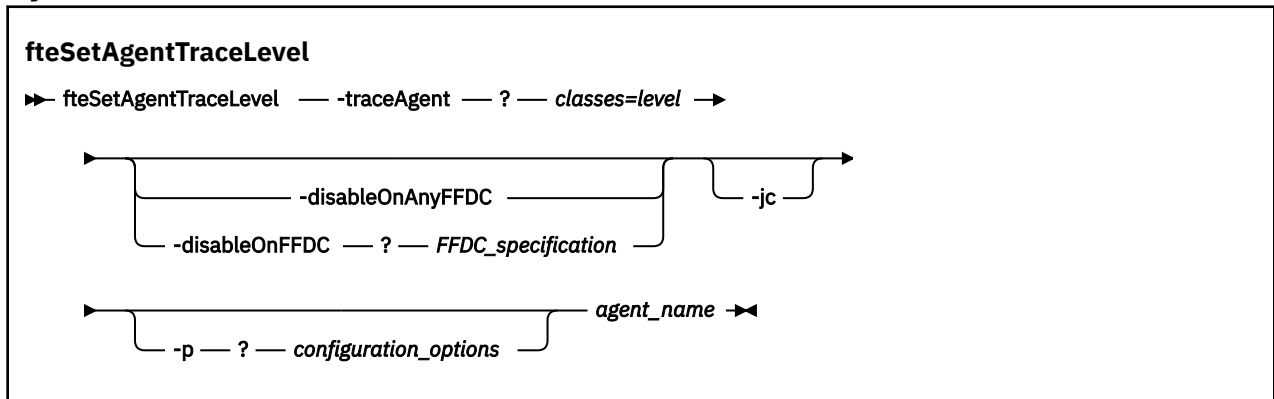 fteSetAgentTraceLevel
fteSetAgentTraceLevel -traceAgent ? classes=level
-disableOnAnyFFDC
-jc
-disableOnFFDC ? FFDC_specification
agent_name
-p ? configuration_options